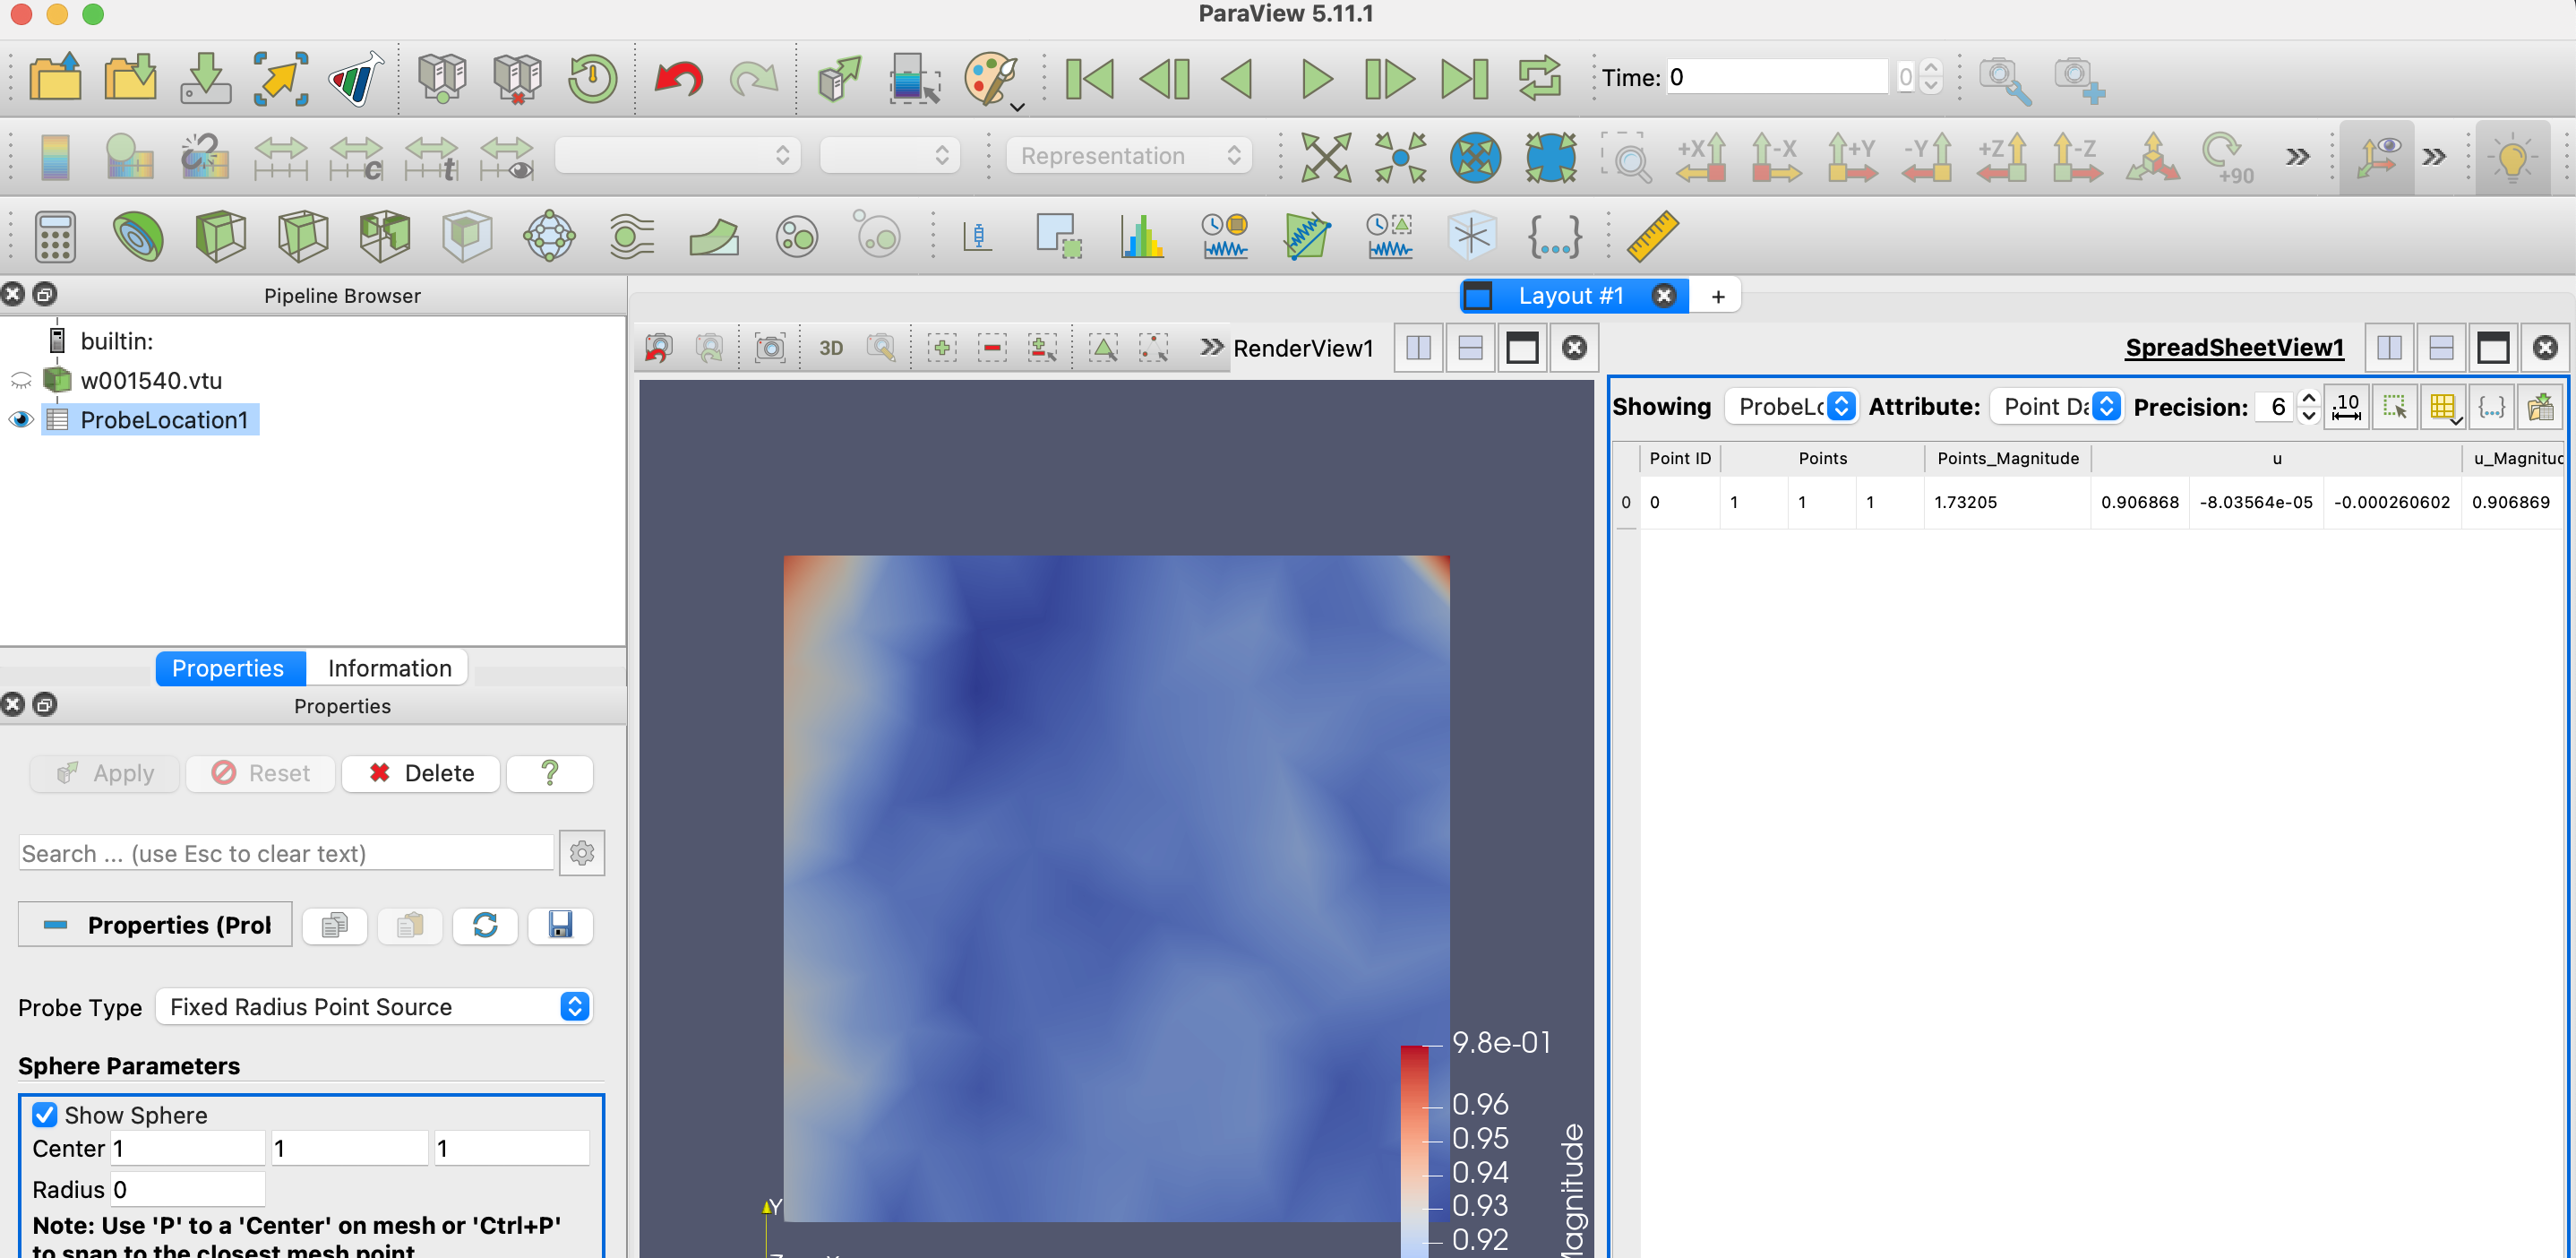 ParaView 5.11.1
Time: 0
0
c
t
Representation
+X
-X
+Y
-Y
+Z
-Z
+90
Pipeline Browser
builtin:
w001540.vtu
ProbeLocation1
Properties
Information
Properties
Apply
Reset
Delete
?
Search ... (use Esc to clear text)
Properties (Prol
Probe Type
Fixed Radius Point Source
Sphere Parameters
Show Sphere
Center 1 1 1
Radius 0
Note: Use 'P' to a 'Center' on mesh or 'Ctrl+P'
to snap to the closest mesh point
Layout #1
+
3D
RenderView1
9.8e-01
0.96
0.95
0.94
0.93
0.92
Magnitude
Y
SpreadSheetView1
Showing ProbeLc Attribute: Point Da Precision: 6
.10
Point ID Points Points_Magnitude u u_Magnituc
0 0 1 1 1 1.73205 0.906868 -8.03564e-05 -0.000260602 0.906869